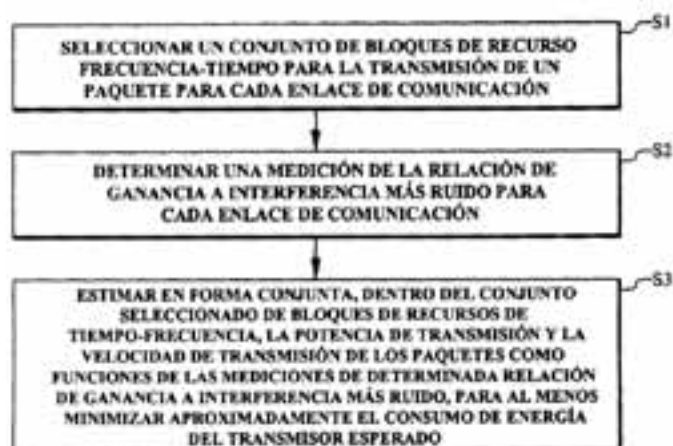 S1
SELECCIONAR UN CONJUNTO DE BLOQUES DE RECURSO
FRECUENCIA-TIEMPO PARA LA TRANSMISIÓN DE UN
PAQUETE PARA CADA ENLACE DE COMUNICACIÓN
S2
DETERMINAR UNA MEDICIÓN DE LA RELACIÓN DE
GANANCIA A INTERFERENCIA MÁS RUIDO PARA
CADA ENLACE DE COMUNICACIÓN
S3
ESTIMAR EN FORMA CONJUNTA, DENTRO DEL CONJUNTO
SELECCIONADO DE BLOQUES DE RECURSOS DE
TIEMPO-FRECUENCIA, LA POTENCIA DE TRANSMISIÓN Y LA
VELOCIDAD DE TRANSMISIÓN DE LOS PAQUETES COMO
FUNCIONES DE LAS MEDICIONES DE DETERMINADA RELACIÓN
DE GANANCIA A INTERFERENCIA MÁS RUIDO, PARA AL MENOS
MINIMIZAR APROXIMADAMENTE EL CONSUMO DE ENERGÍA
DEL TRANSMISOR ESPERADO